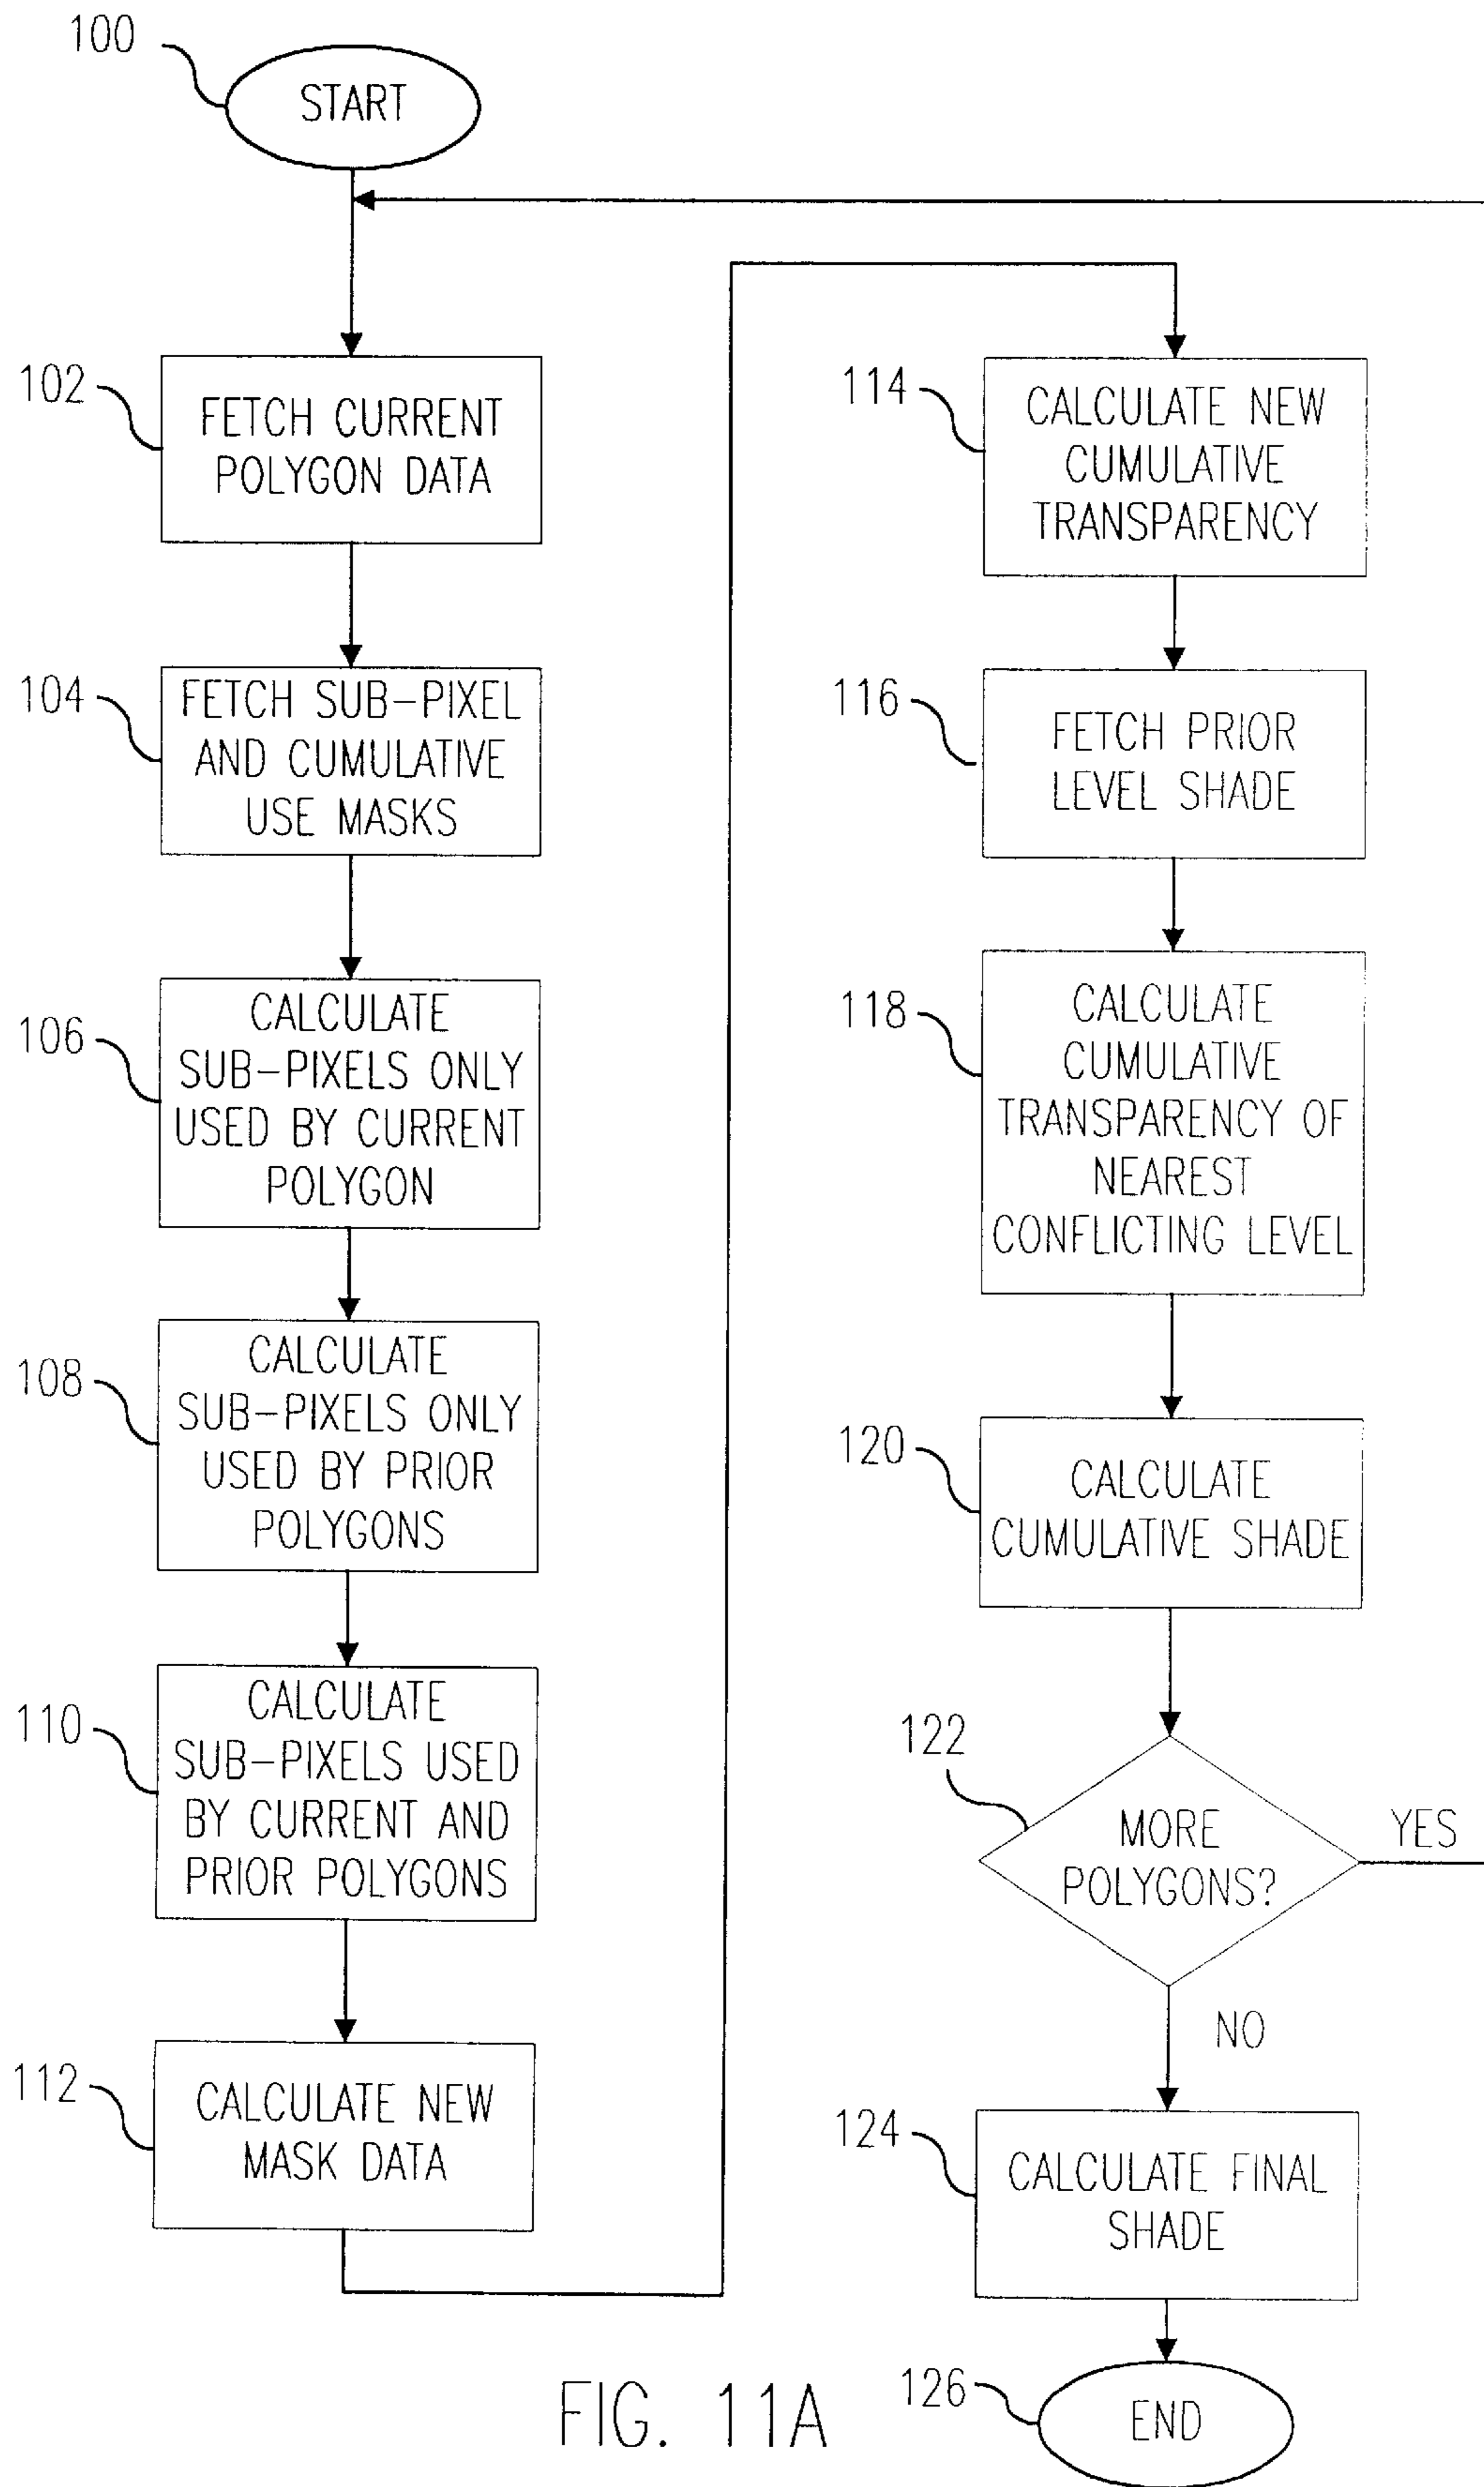 100
START
102
FETCH CURRENT
POLYGON DATA
104
FETCH SUB-PIXEL
AND CUMULATIVE
USE MASKS
106
CALCULATE
SUB-PIXELS ONLY
USED BY CURRENT
POLYGON
108
CALCULATE
SUB-PIXELS ONLY
USED BY PRIOR
POLYGONS
110
CALCULATE
SUB-PIXELS USED
BY CURRENT AND
PRIOR POLYGONS
112
CALCULATE NEW
MASK DATA
114
CALCULATE NEW
CUMULATIVE
TRANSPARENCY
116
FETCH PRIOR
LEVEL SHADE
118
CALCULATE
CUMULATIVE
TRANSPARENCY OF
NEAREST
CONFLICTING LEVEL
120
CALCULATE
CUMULATIVE SHADE
122
MORE
POLYGONS?
YES
NO
124
CALCULATE FINAL
SHADE
126
END
FIG. 11A